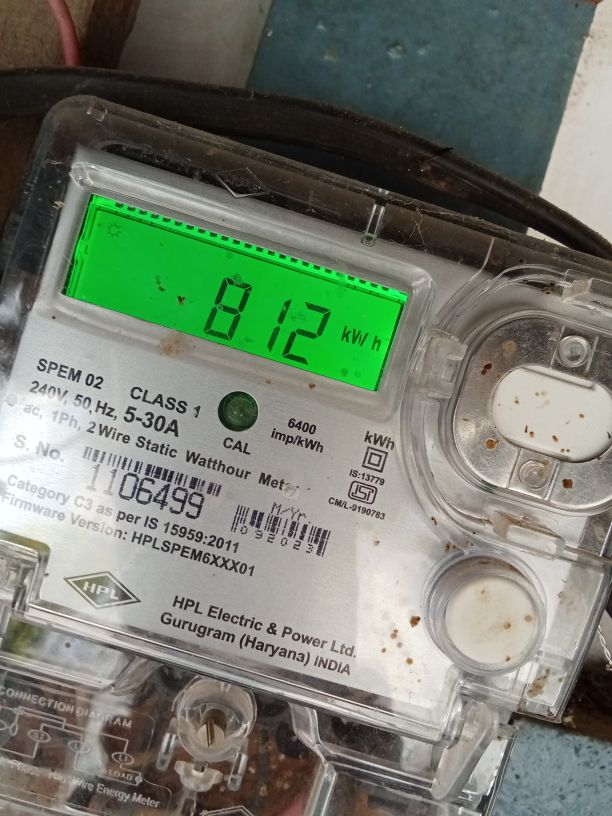 812 kWh
SPEM 02 CLASS 1
240V, 50 Hz, 5-30A
ac, 1Ph, 2 Wire Static Watthour Meter
CAL
6400
imp/kWh
kWh
IS:13779
CM/L-9190783
S. No.
1106499
M/Yr
092023
Category C3 as per IS 15959:2011
Firmware Version: HPLSPEM6XXX01
HPL
HPL Electric & Power Ltd.
Gurugram (Haryana) INDIA
CONNECTION DIAGRAM
LOAD
Wire Energy Meter